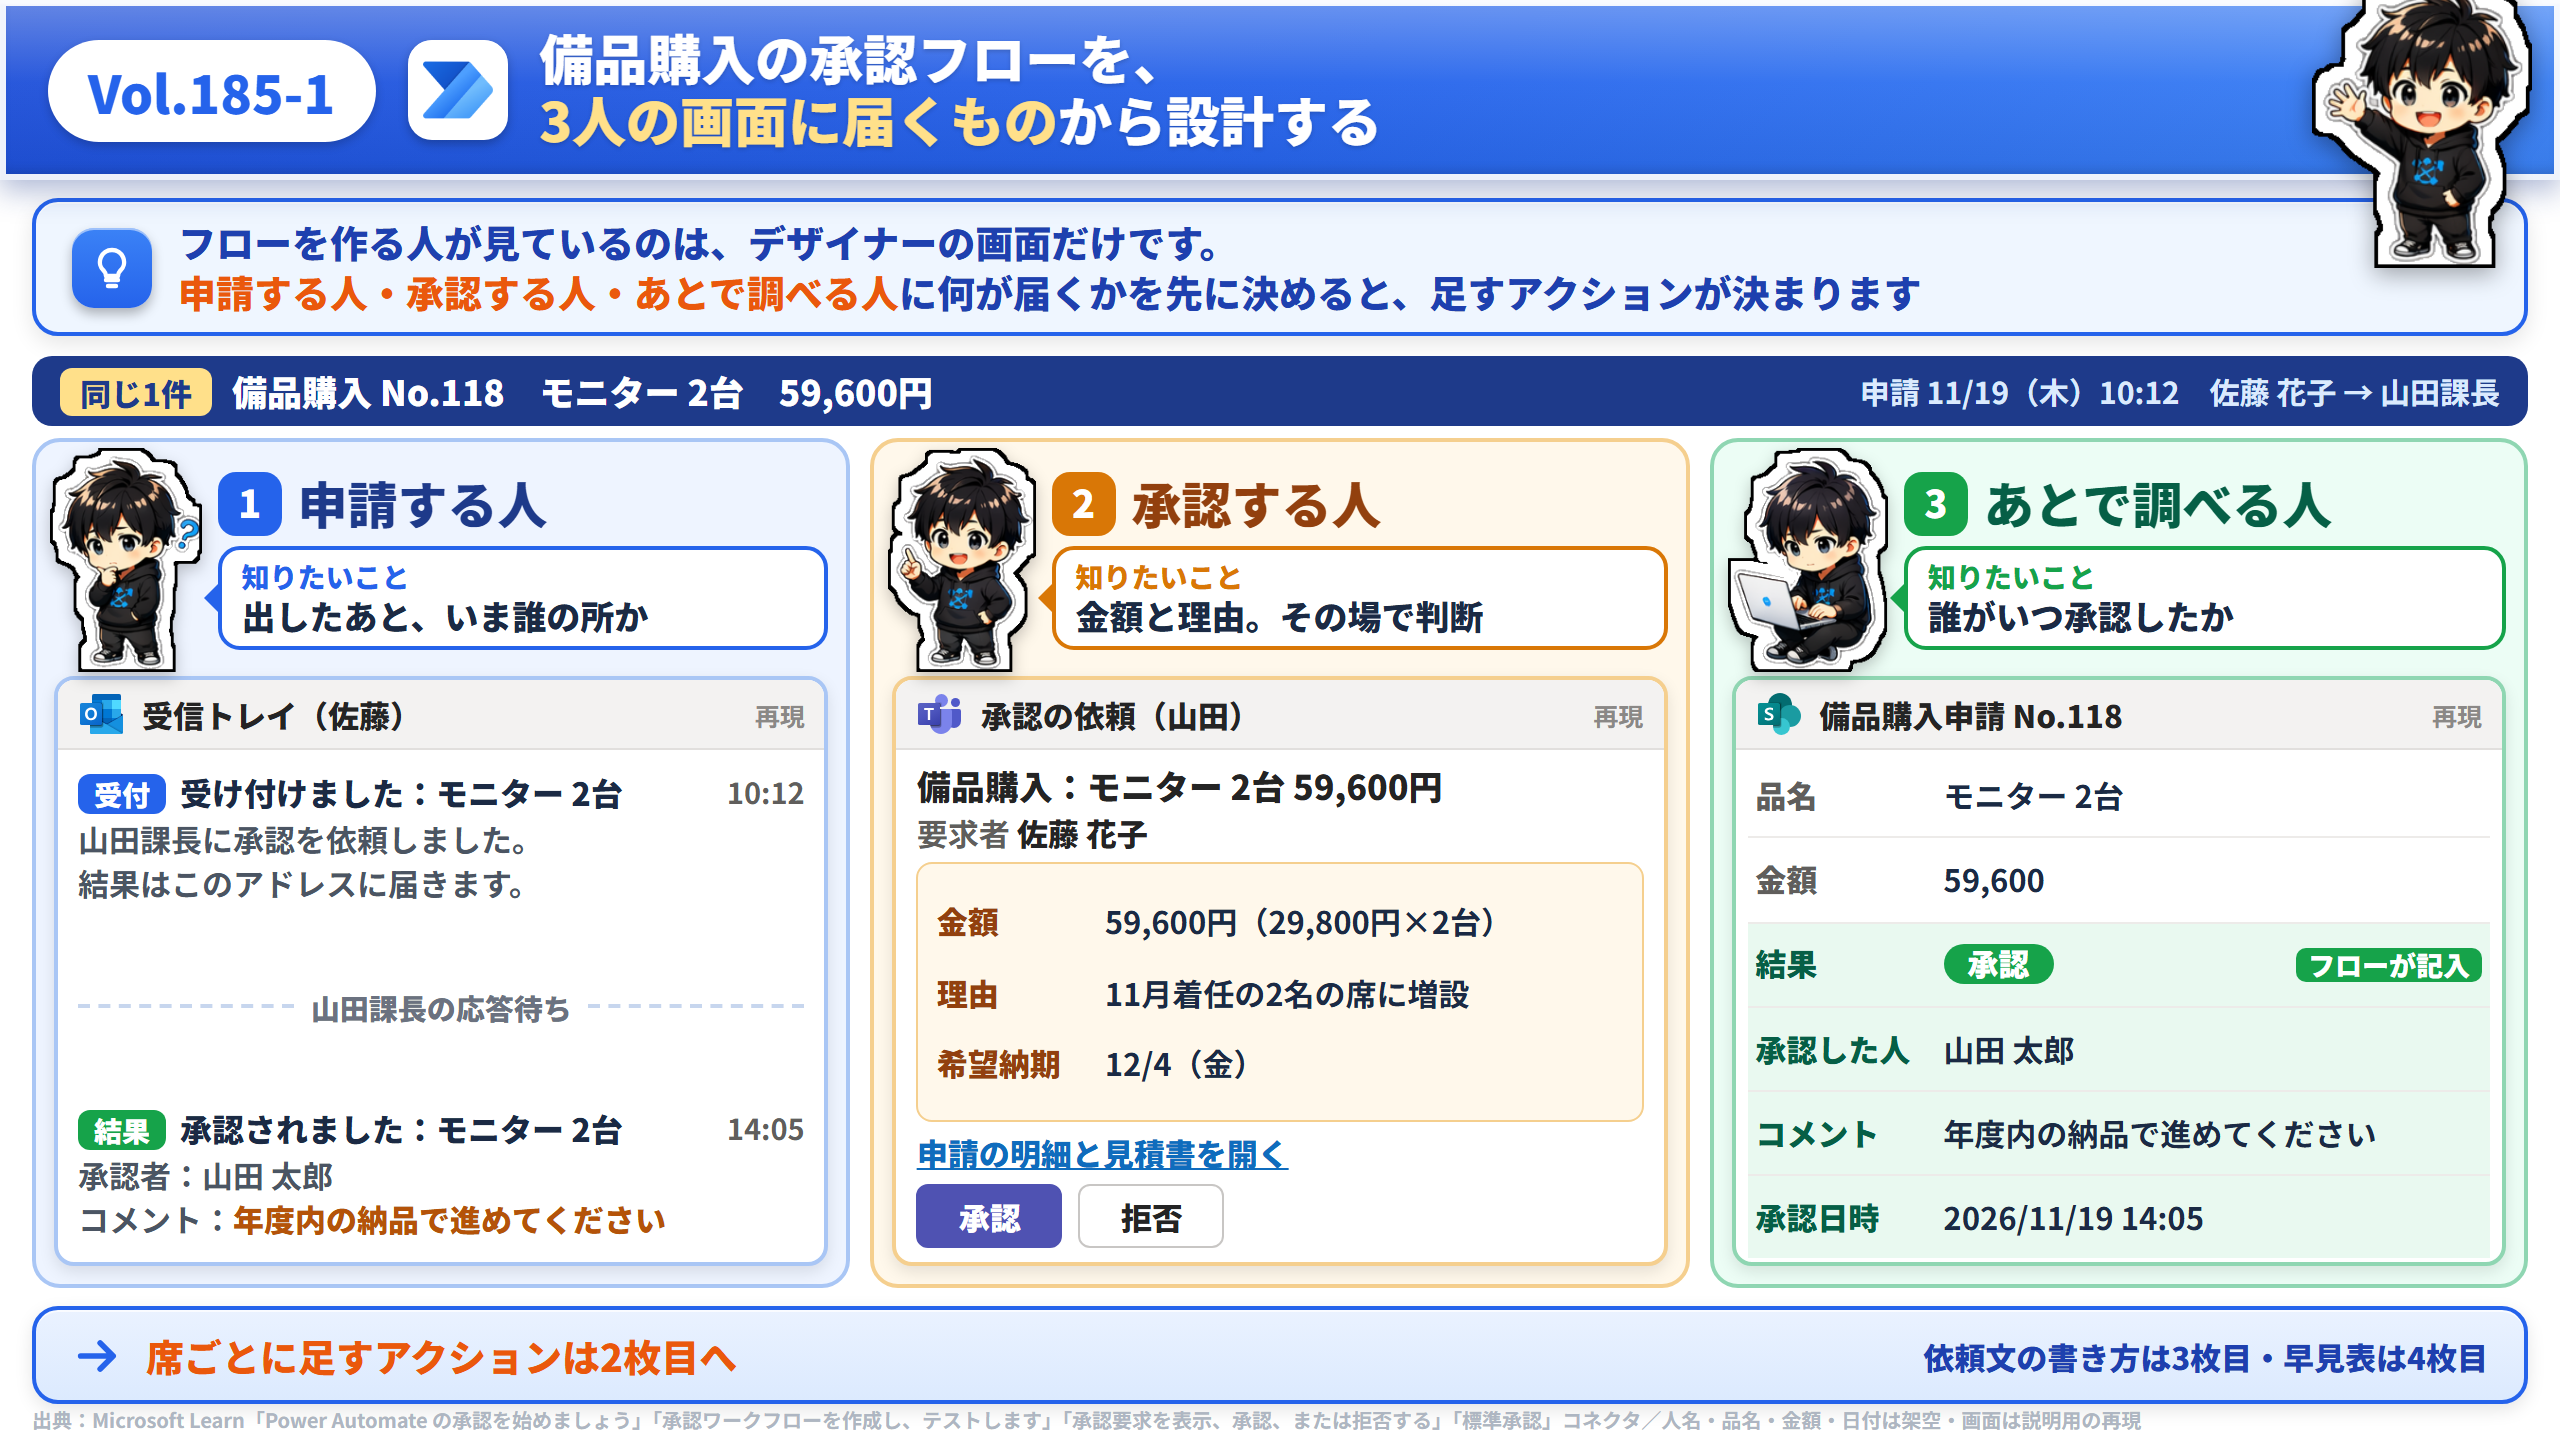 Vol.185-1
備品購入の承認フローを、
3人の画面に届くものから設計する
フローを作る人が見ているのは、デザイナーの画面だけです。
申請する人・承認する人・あとで調べる人に何が届くかを先に決めると、足すアクションが決まります
同じ1件 備品購入 No.118 モニター 2台 59,600円
申請 11/19（木）10:12 佐藤 花子 → 山田課長
1 申請する人
知りたいこと
出したあと、いま誰の所か
受信トレイ（佐藤） 再現
受付 受け付けました：モニター 2台 10:12
山田課長に承認を依頼しました。
結果はこのアドレスに届きます。
山田課長の応答待ち
結果 承認されました：モニター 2台 14:05
承認者：山田 太郎
コメント：年度内の納品で進めてください
2 承認する人
知りたいこと
金額と理由。その場で判断
承認の依頼（山田） 再現
備品購入：モニター 2台 59,600円
要求者 佐藤 花子
金額 59,600円（29,800円×2台）
理由 11月着任の2名の席に増設
希望納期 12/4（金）
申請の明細と見積書を開く
承認 拒否
3 あとで調べる人
知りたいこと
誰がいつ承認したか
備品購入申請 No.118 再現
品名 モニター 2台
金額 59,600
結果 承認 フローが記入
承認した人 山田 太郎
コメント 年度内の納品で進めてください
承認日時 2026/11/19 14:05
→ 席ごとに足すアクションは2枚目へ
依頼文の書き方は3枚目・早見表は4枚目
出典：Microsoft Learn「Power Automate の承認を始めましょう」「承認ワークフローを作成し、テストします」「承認要求を表示、承認、または拒否する」「標準承認」コネクタ／人名・品名・金額・日付は架空・画面は説明用の再現